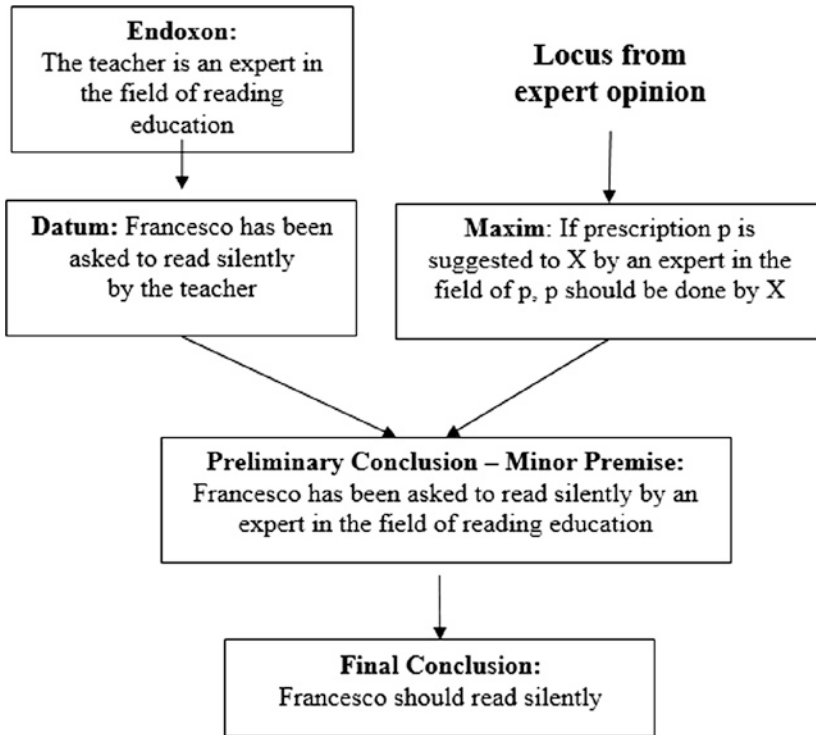 Endoxon:
The teacher is an expert in
the field of reading
education
Locus from
expert opinion
Datum: Francesco has been
asked to read silently
by the teacher
Maxim: If prescription p is
suggested to X by an expert in the
field of p, p should be done by X
Preliminary Conclusion – Minor Premise:
Francesco has been asked to read silently by an
expert in the field of reading education
Final Conclusion:
Francesco should read silently